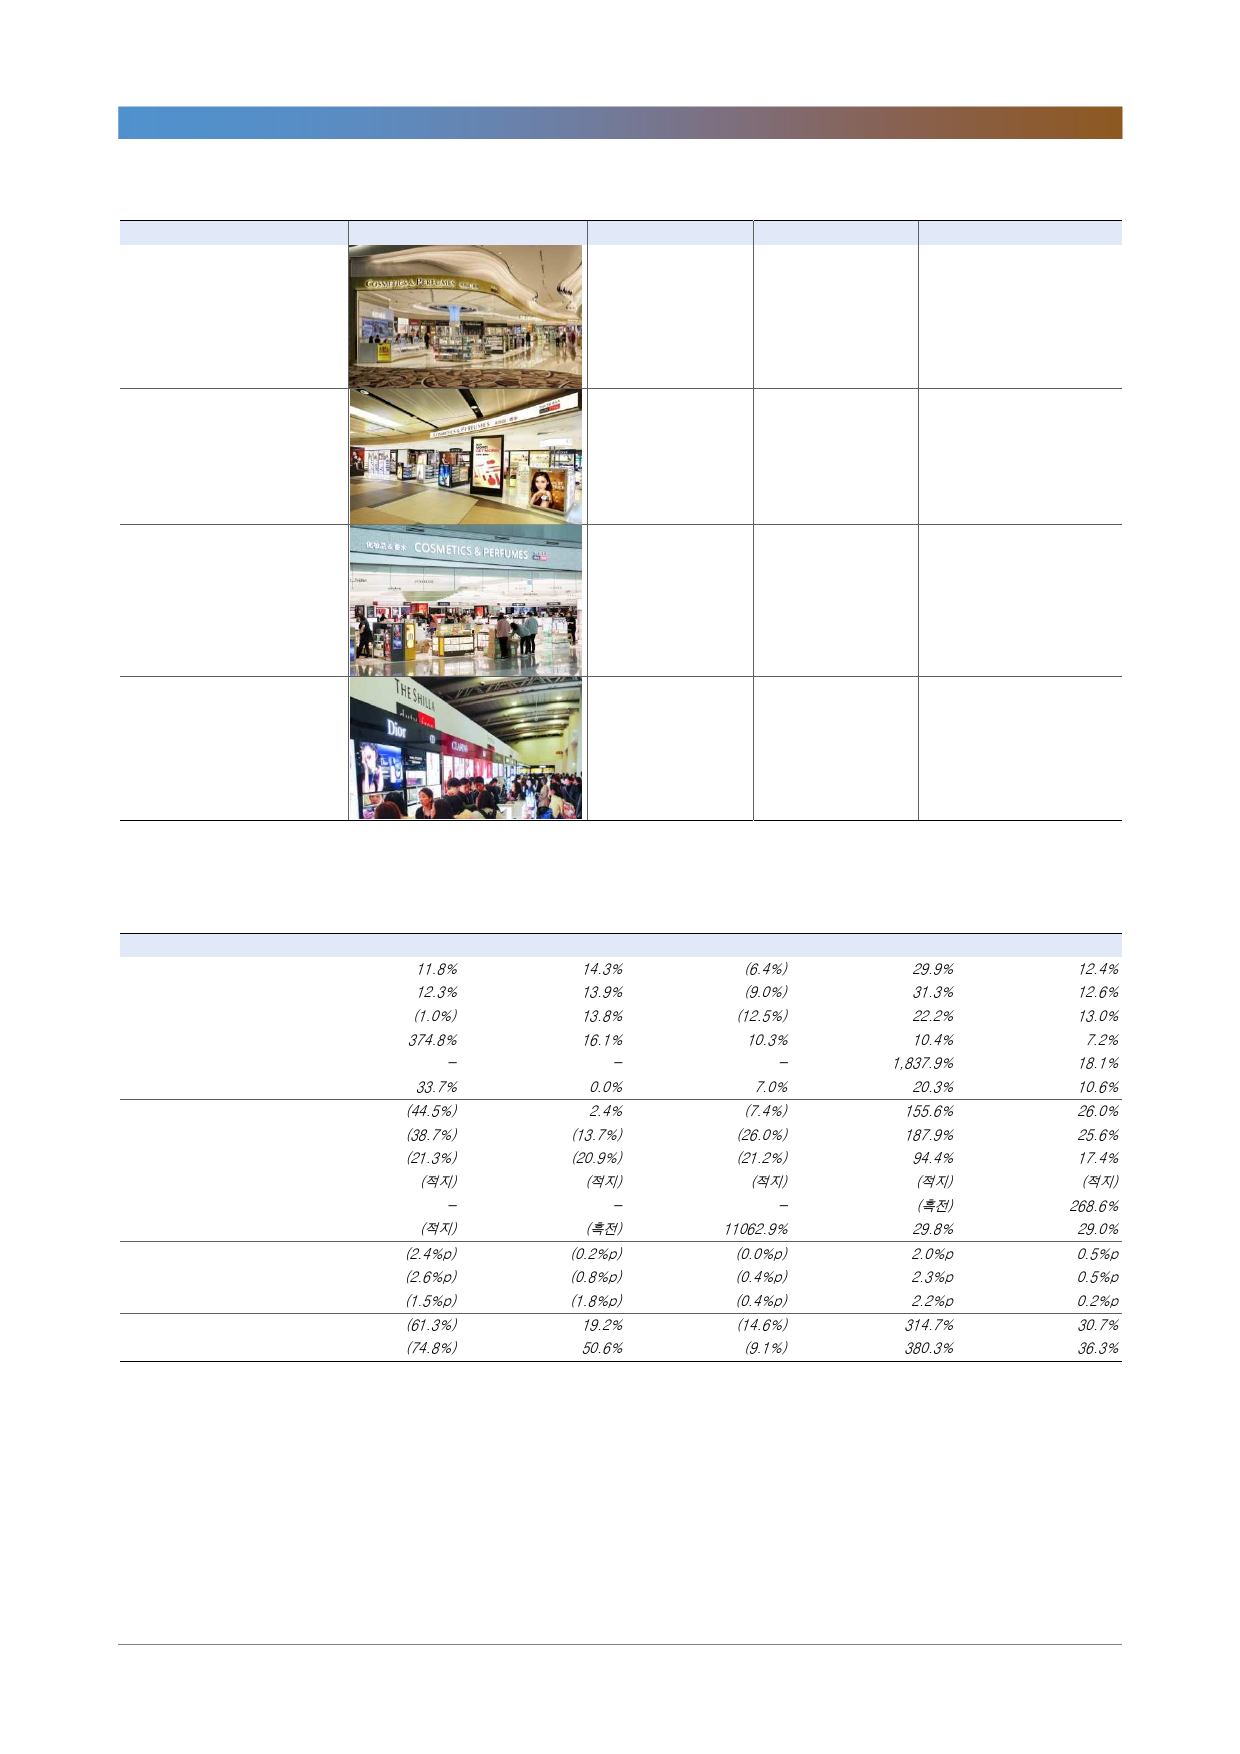 COSMETICS & PERFUMES
COSMETICS & PERFUMES
化妆品 & 香水 COSMETICS & PERFUMES
THE SHILLA
duty free
Dior
CLARINS
11.8% 14.3% (6.4%) 29.9% 12.4%
12.3% 13.9% (9.0%) 31.3% 12.6%
(1.0%) 13.8% (12.5%) 22.2% 13.0%
374.8% 16.1% 10.3% 10.4% 7.2%
– – – 1,837.9% 18.1%
33.7% 0.0% 7.0% 20.3% 10.6%
(44.5%) 2.4% (7.4%) 155.6% 26.0%
(38.7%) (13.7%) (26.0%) 187.9% 25.6%
(21.3%) (20.9%) (21.2%) 94.4% 17.4%
(적지) (적지) (적지) (적지) (적지)
– – – (흑전) 268.6%
(적지) (흑전) 11062.9% 29.8% 29.0%
(2.4%p) (0.2%p) (0.0%p) 2.0%p 0.5%p
(2.6%p) (0.8%p) (0.4%p) 2.3%p 0.5%p
(1.5%p) (1.8%p) (0.4%p) 2.2%p 0.2%p
(61.3%) 19.2% (14.6%) 314.7% 30.7%
(74.8%) 50.6% (9.1%) 380.3% 36.3%